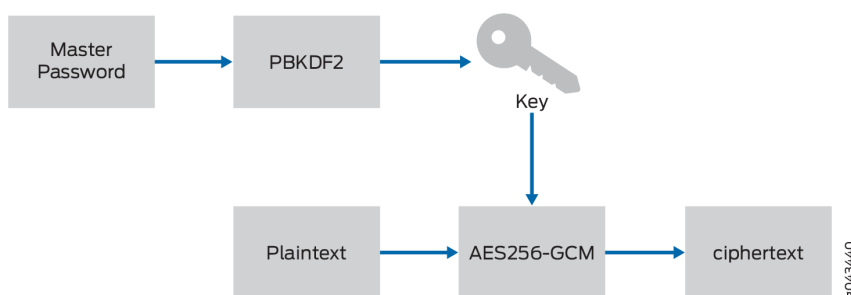 Master
Password
PBKDF2
Key
Plaintext
AES256-GCM
ciphertext